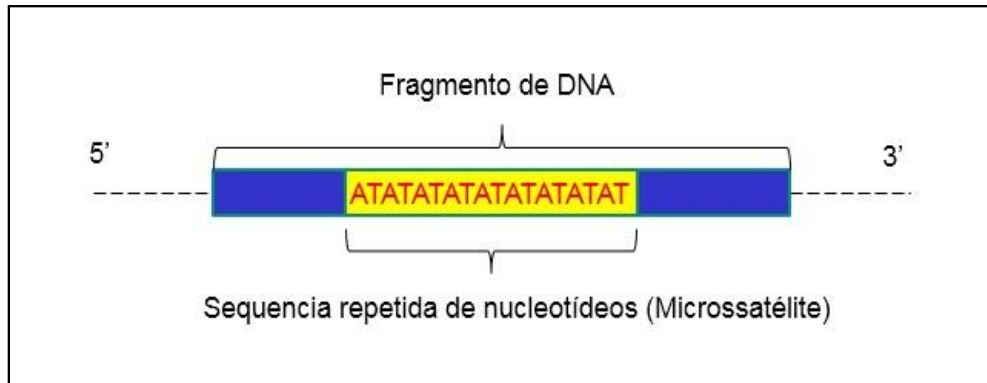 Fragmento de DNA
5’
3’
ATATATATATATATATAT
Sequencia repetida de nucleotídeos (Microssatélite)